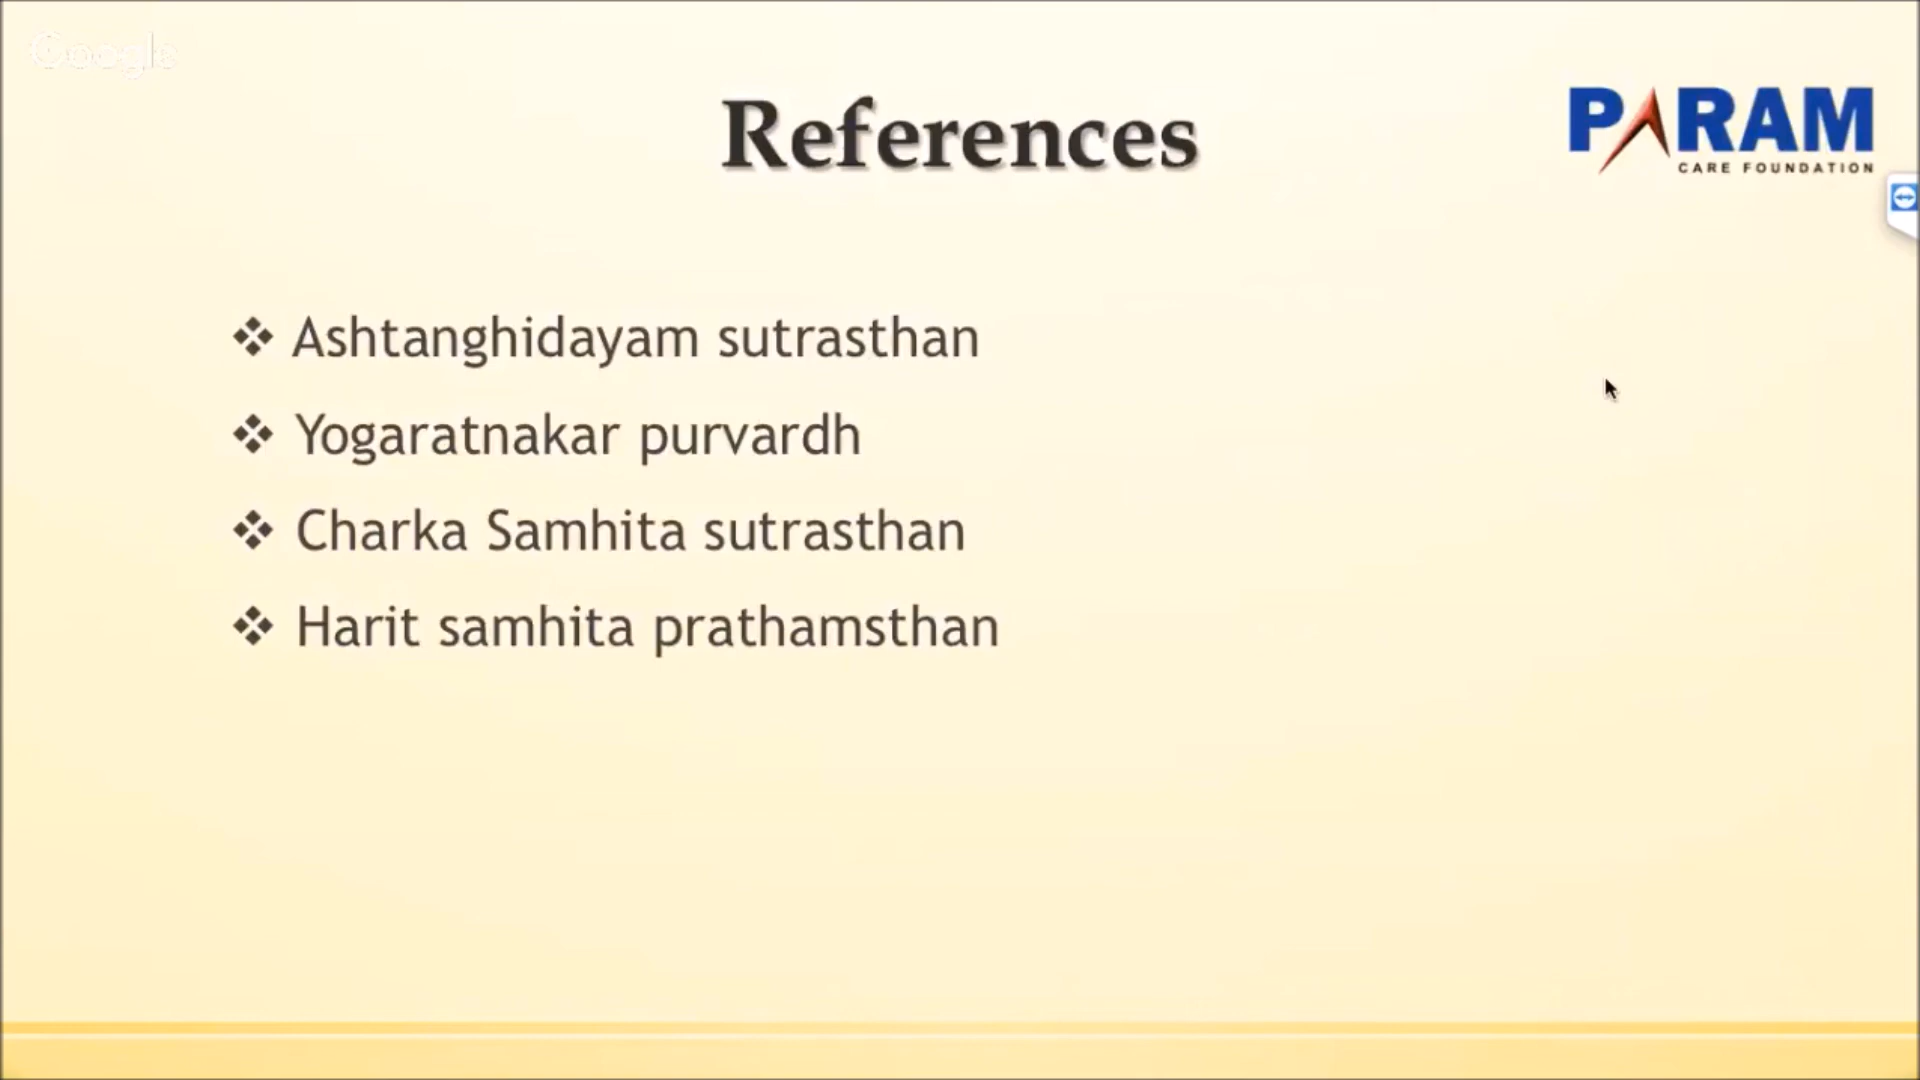 Google
References
PARAM
CARE FOUNDATION
Ashtanghidayam sutrasthan
Yogaratnakar purvardh
Charka Samhita sutrasthan
Harit samhita prathamsthan